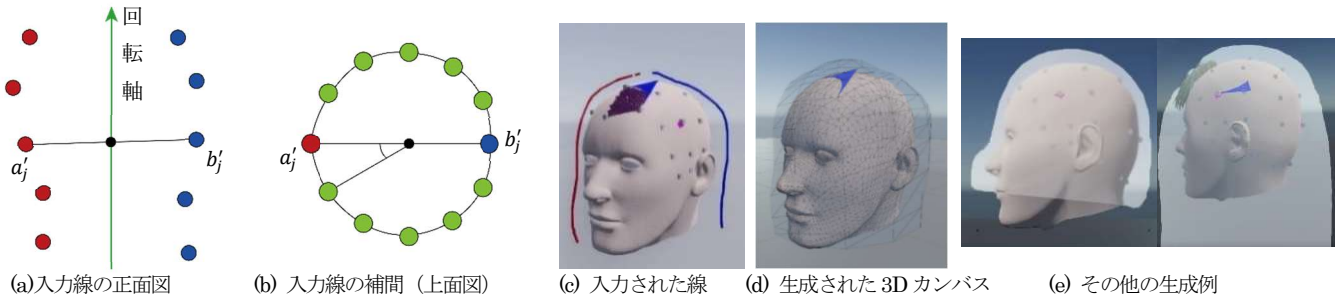 回転軸
a′j
b′j
a′j
b′j
(a)入力線の正面図
(b) 入力線の補間（上面図）
(c) 入力された線
(d) 生成された 3D カンバス
(e) その他の生成例